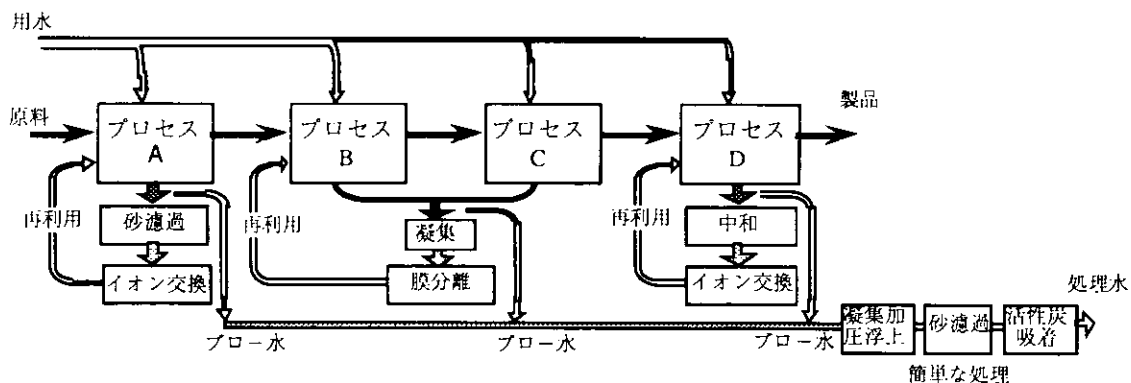 用水
原料
プロセス
A
プロセス
B
プロセス
C
プロセス
D
製品
再利用
砂濾過
イオン交換
再利用
凝集
膜分離
再利用
中和
イオン交換
ブロー水
ブロー水
ブロー水
凝集加
圧浮上
砂濾過
活性炭
吸着
処理水
簡単な処理